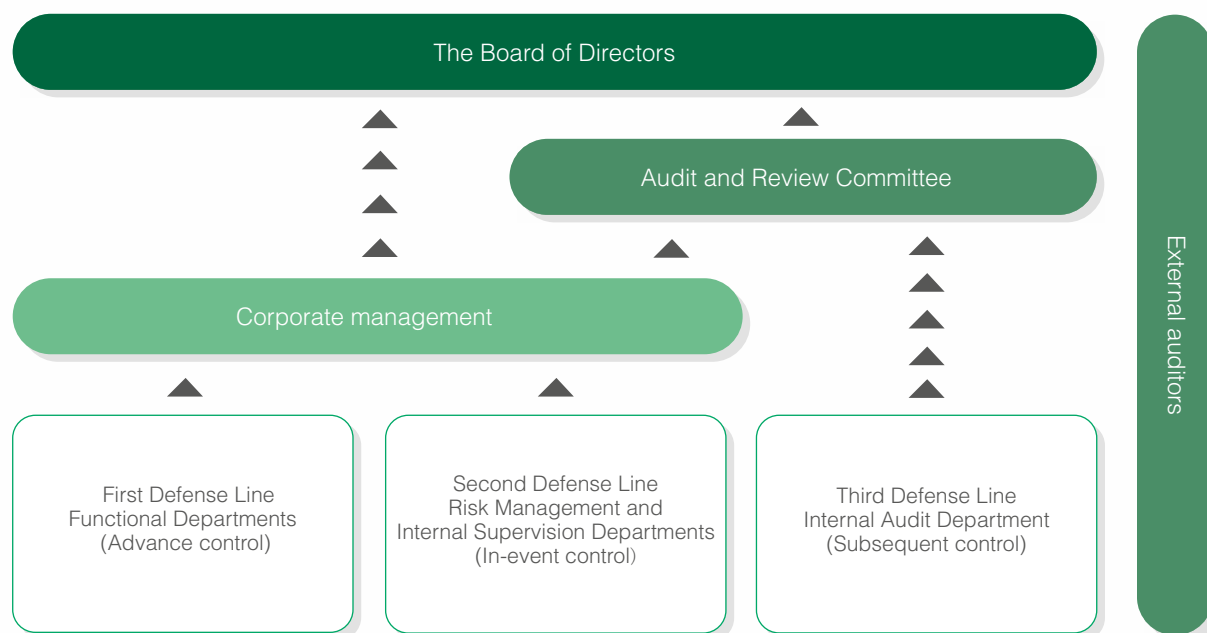 The Board of Directors
Audit and Review Committee
Corporate management
First Defense Line
Functional Departments
(Advance control)
Second Defense Line
Risk Management and
Internal Supervision Departments
(In-event control)
Third Defense Line
Internal Audit Department
(Subsequent control)
External auditors